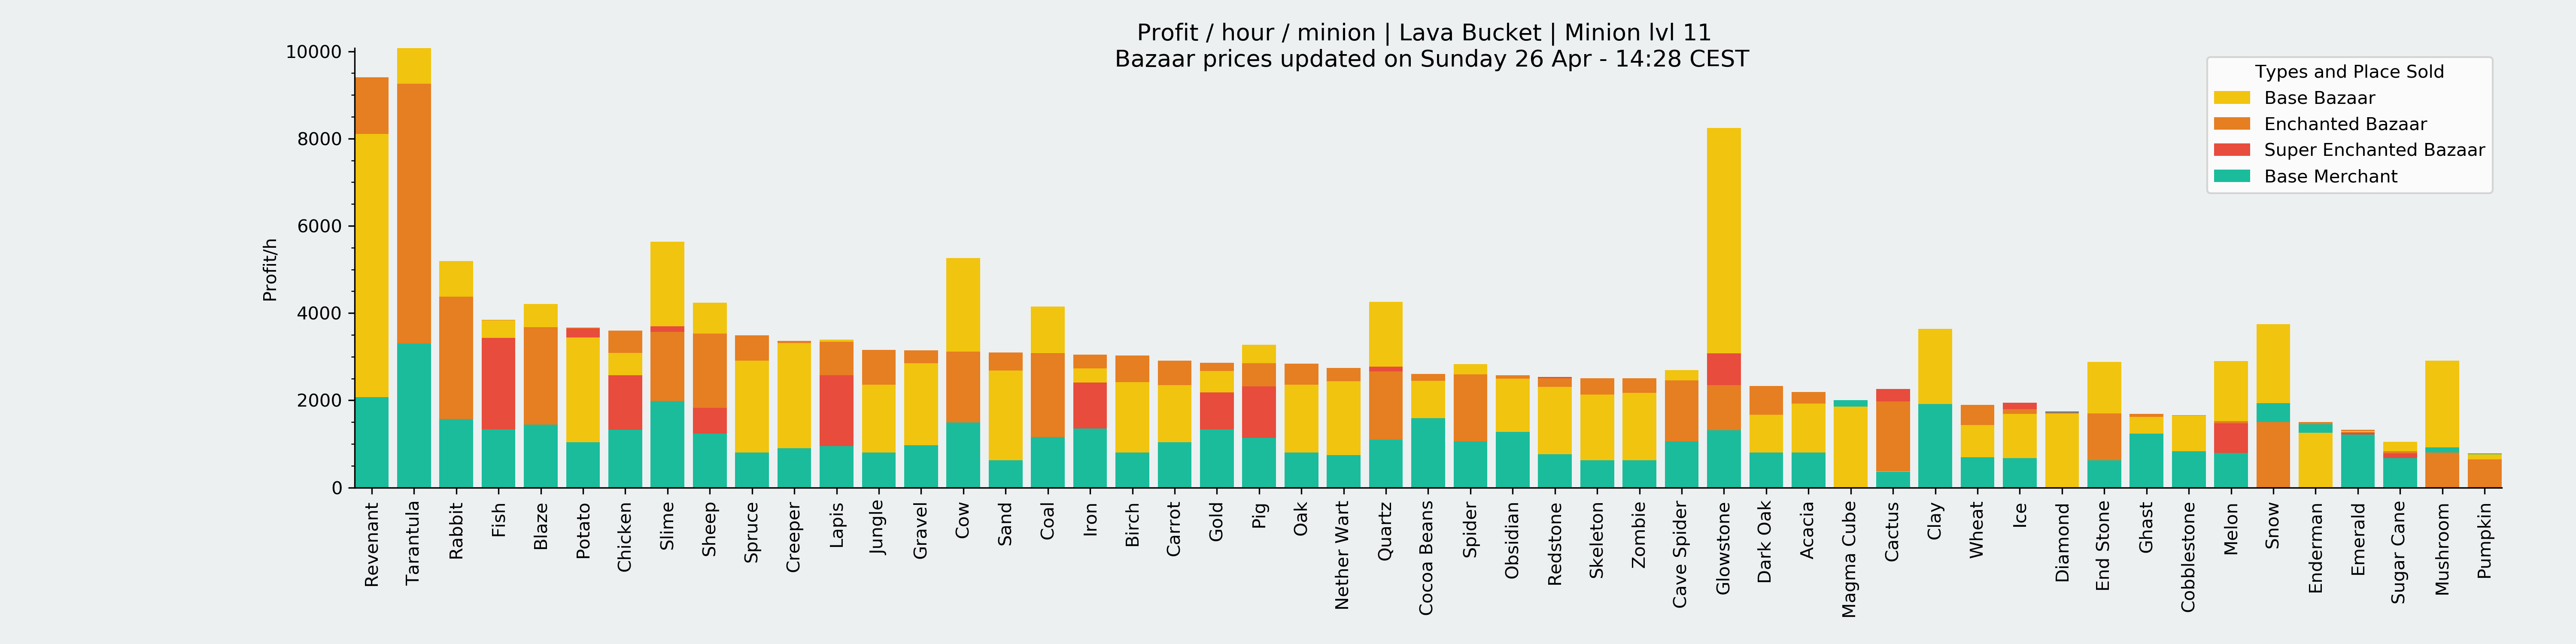 Profit / hour / minion | Lava Bucket | Minion lvl 11
Bazaar prices updated on Sunday 26 Apr - 14:28 CEST
Types and Place Sold
Base Bazaar
Enchanted Bazaar
Super Enchanted Bazaar
Base Merchant
Profit/h
10000
8000
6000
4000
2000
0
Revenant
Tarantula
Rabbit
Fish
Blaze
Potato
Chicken
Slime
Sheep
Spruce
Creeper
Lapis
Jungle
Gravel
Cow
Sand
Coal
Iron
Birch
Carrot
Gold
Pig
Oak
Nether Wart
Quartz
Cocoa Beans
Spider
Obsidian
Redstone
Skeleton
Zombie
Cave Spider
Glowstone
Dark Oak
Acacia
Magma Cube
Cactus
Clay
Wheat
Ice
Diamond
End Stone
Ghast
Cobblestone
Melon
Snow
Enderman
Emerald
Sugar Cane
Mushroom
Pumpkin